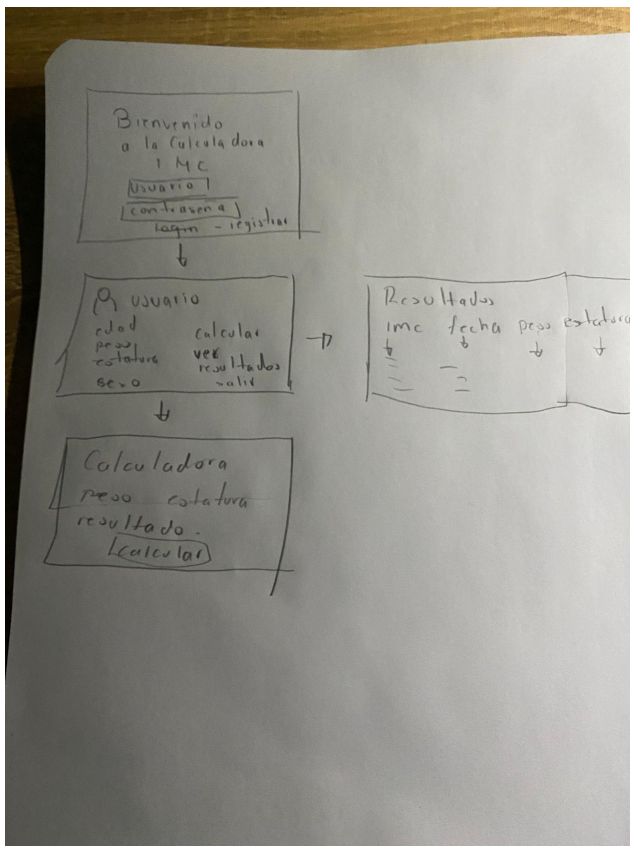 Bienvenido
a la Calculadora
IMC
Usuario
contraseña
login - registrar
usuario
edad
peso
estatura
sexo
calcular
ver
resultados
salir
Resultados
imc fecha peso estatura
Calculadora
peso estatura
resultado.
calcular